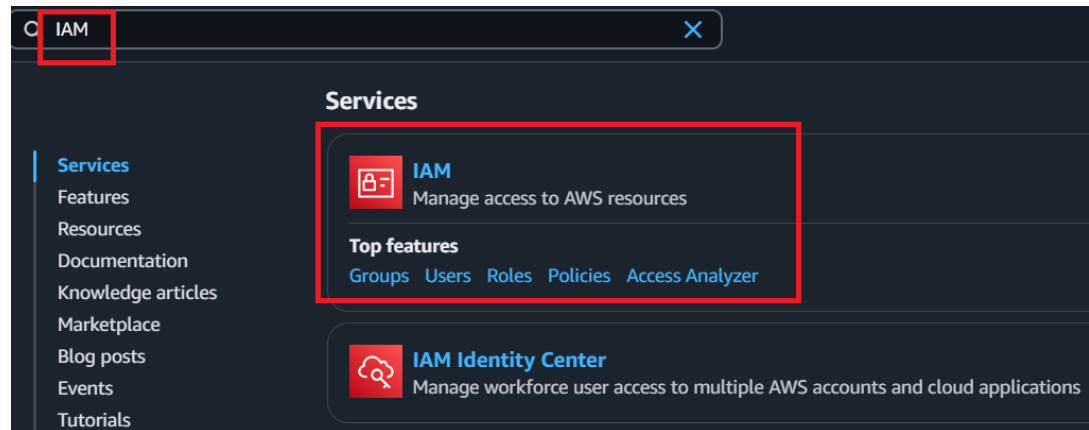 IAM
Services
Services
Features
Resources
Documentation
Knowledge articles
Marketplace
Blog posts
Events
Tutorials
IAM
Manage access to AWS resources
Top features
Groups Users Roles Policies Access Analyzer
IAM Identity Center
Manage workforce user access to multiple AWS accounts and cloud applications